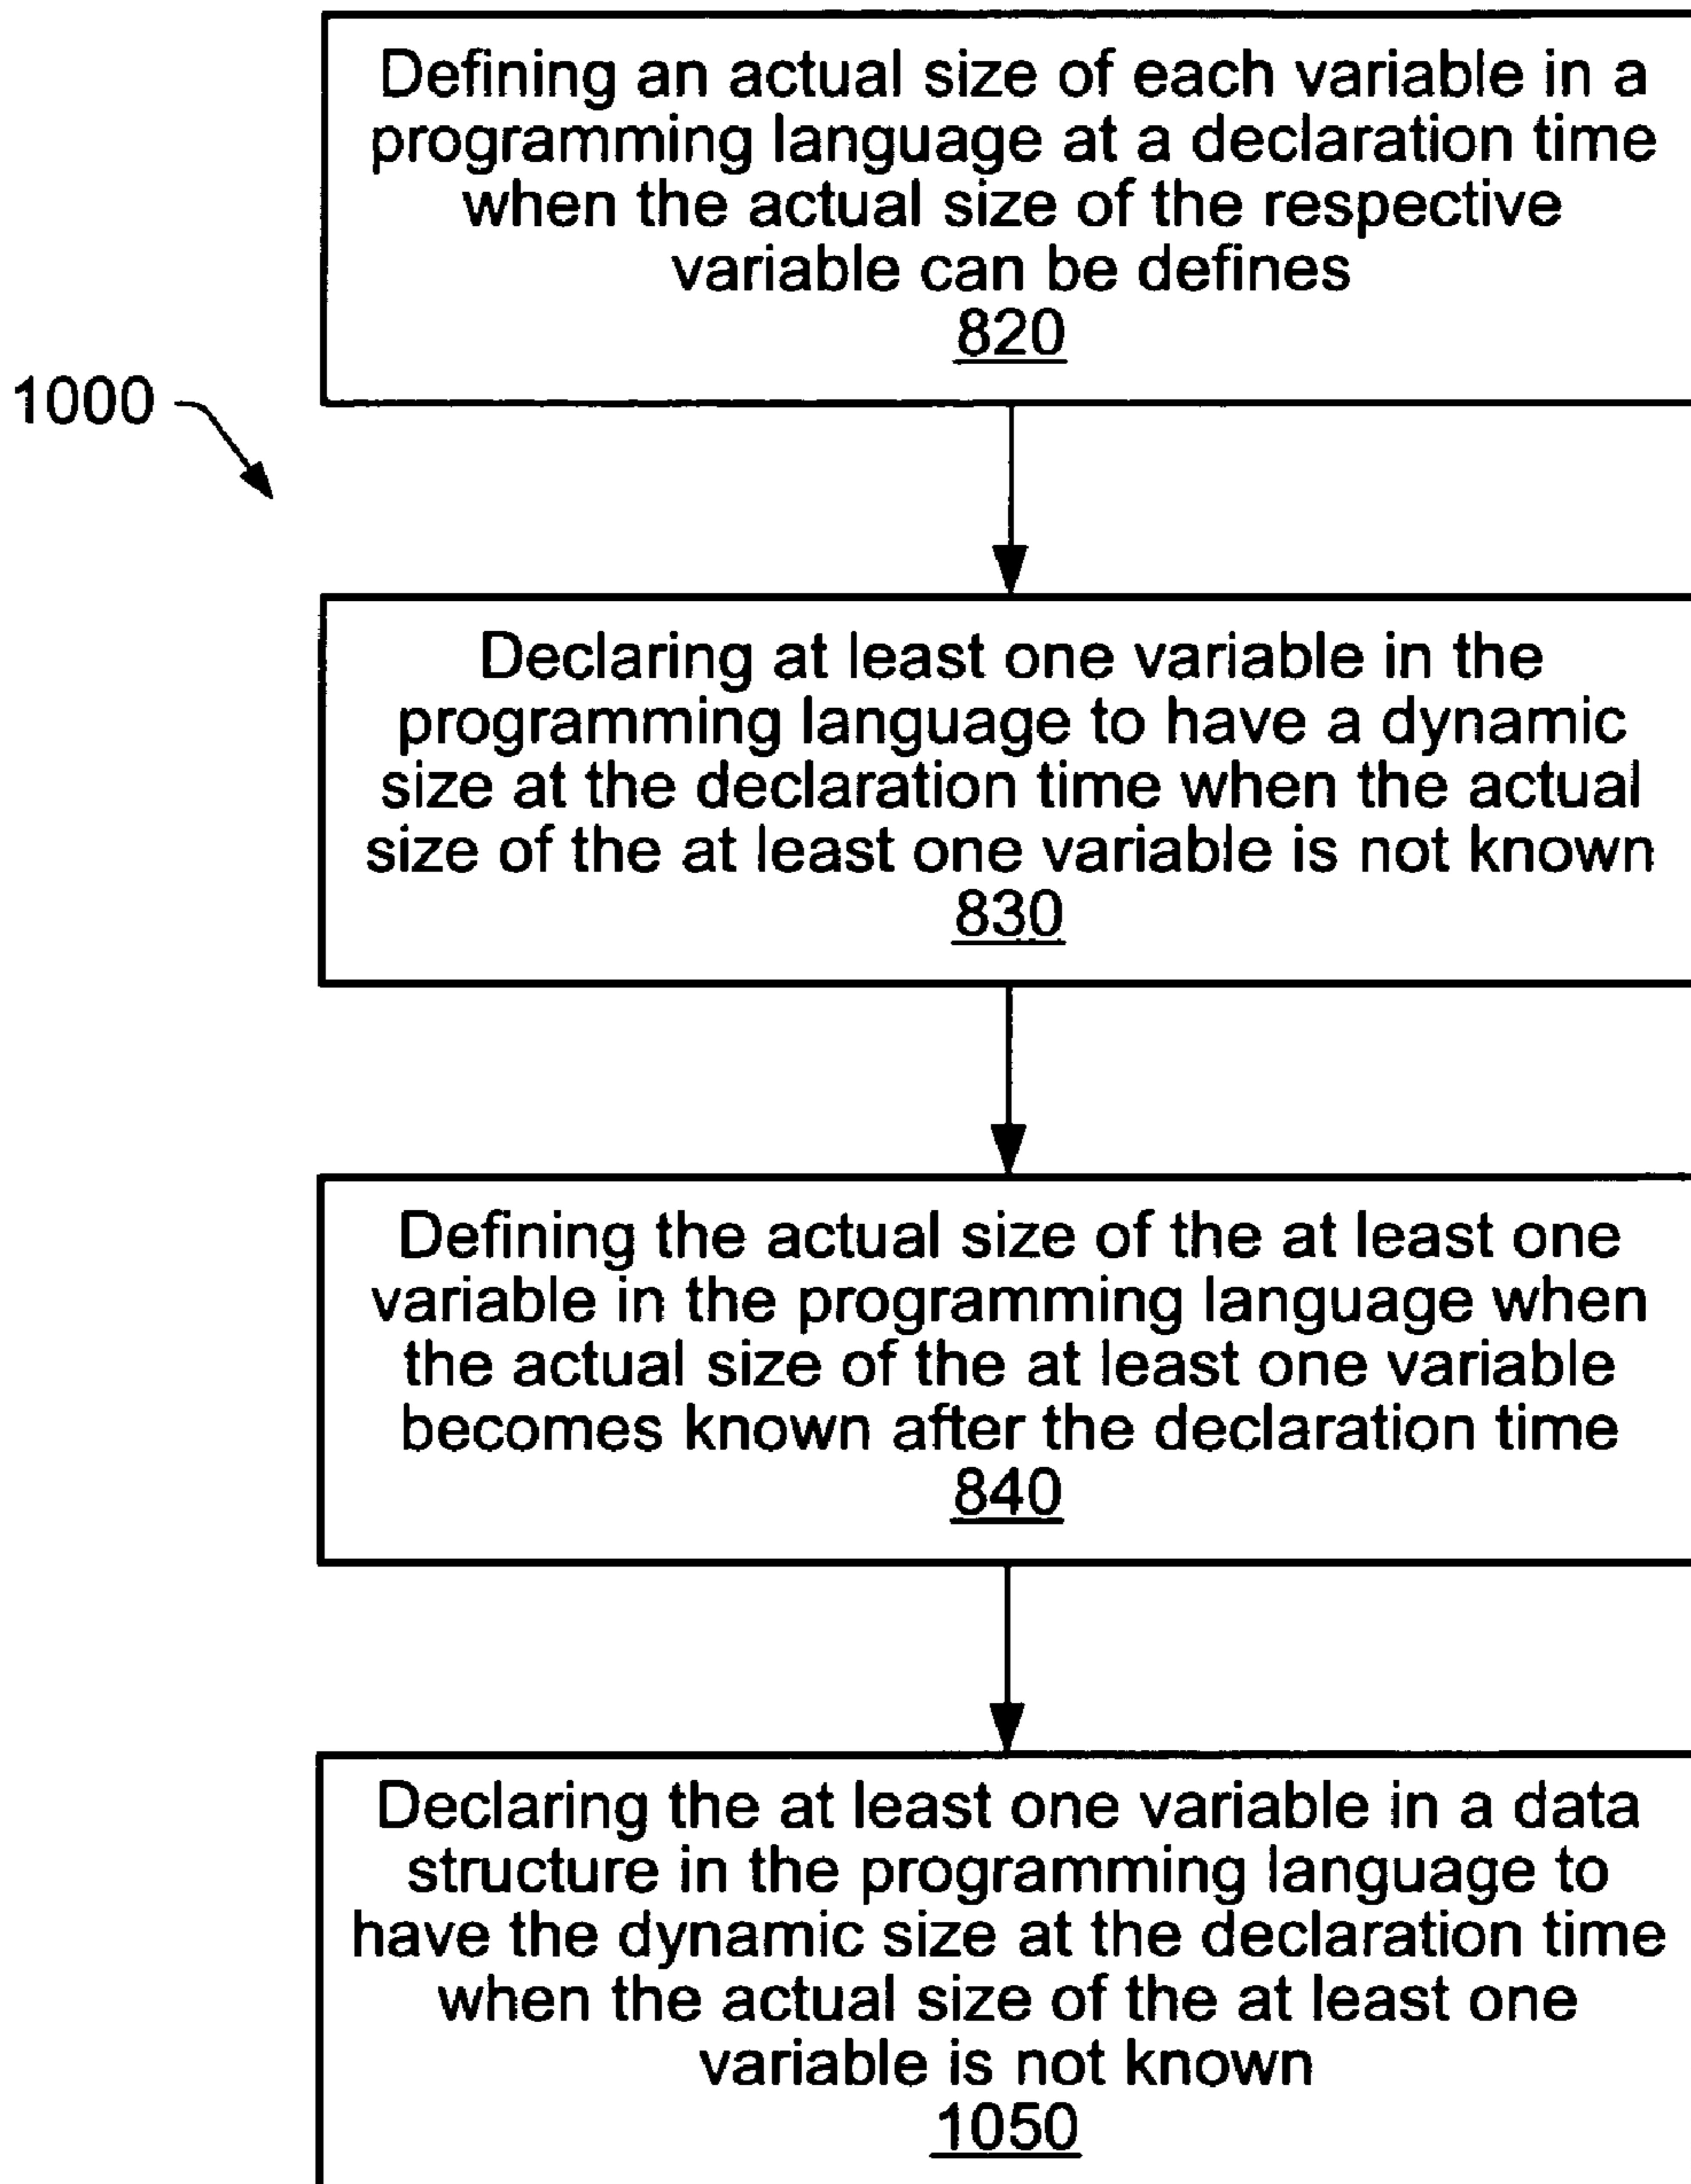 Defining an actual size of each variable in a
programming language at a declaration time
when the actual size of the respective
variable can be defines
820
1000
Declaring at least one variable in the
programming language to have a dynamic
size at the declaration time when the actual
size of the at least one variable is not known
830
Defining the actual size of the at least one
variable in the programming language when
the actual size of the at least one variable
becomes known after the declaration time
840
Declaring the at least one variable in a data
structure in the programming language to
have the dynamic size at the declaration time
when the actual size of the at least one
variable is not known
1050